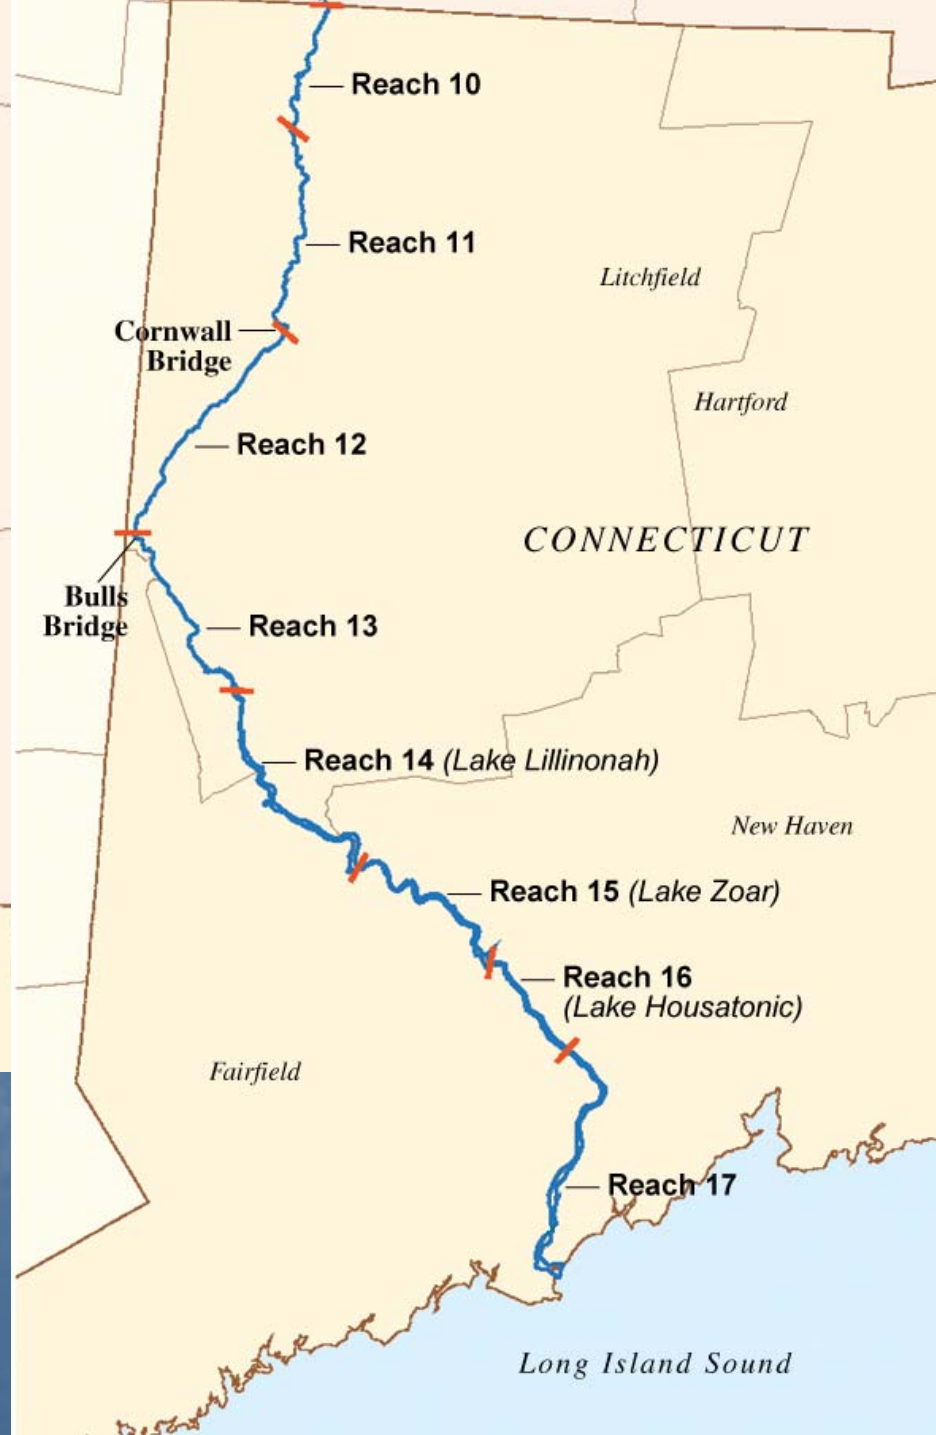 Reach 10
Reach 11
Litchfield
Cornwall
Bridge
Hartford
Reach 12
CONNECTICUT
Bulls
Bridge
Reach 13
Reach 14 (Lake Lillinonah)
New Haven
Reach 15 (Lake Zoar)
Reach 16
(Lake Housatonic)
Fairfield
Reach 17
Long Island Sound